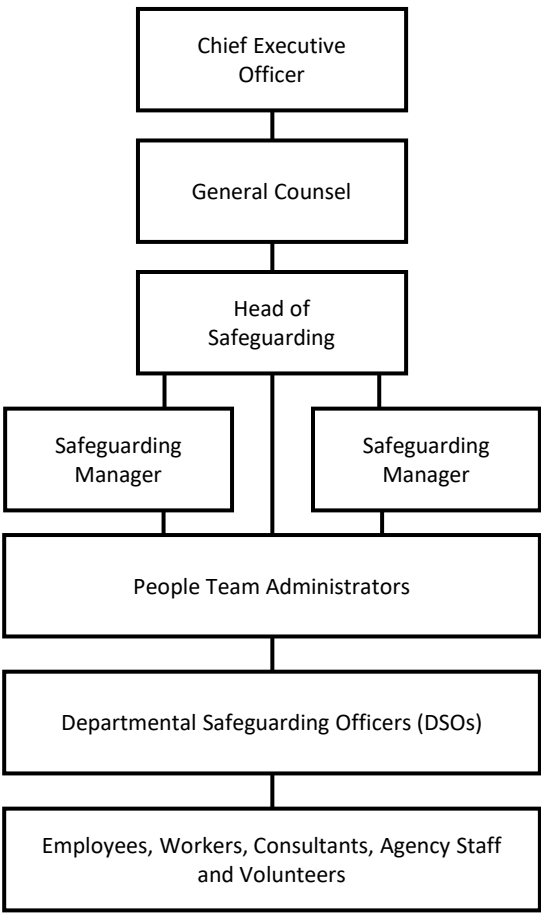 Chief Executive
Officer
General Counsel
Head of
Safeguarding
Safeguarding
Manager
Safeguarding
Manager
People Team Administrators
Departmental Safeguarding Officers (DSOs)
Employees, Workers, Consultants, Agency Staff
and Volunteers